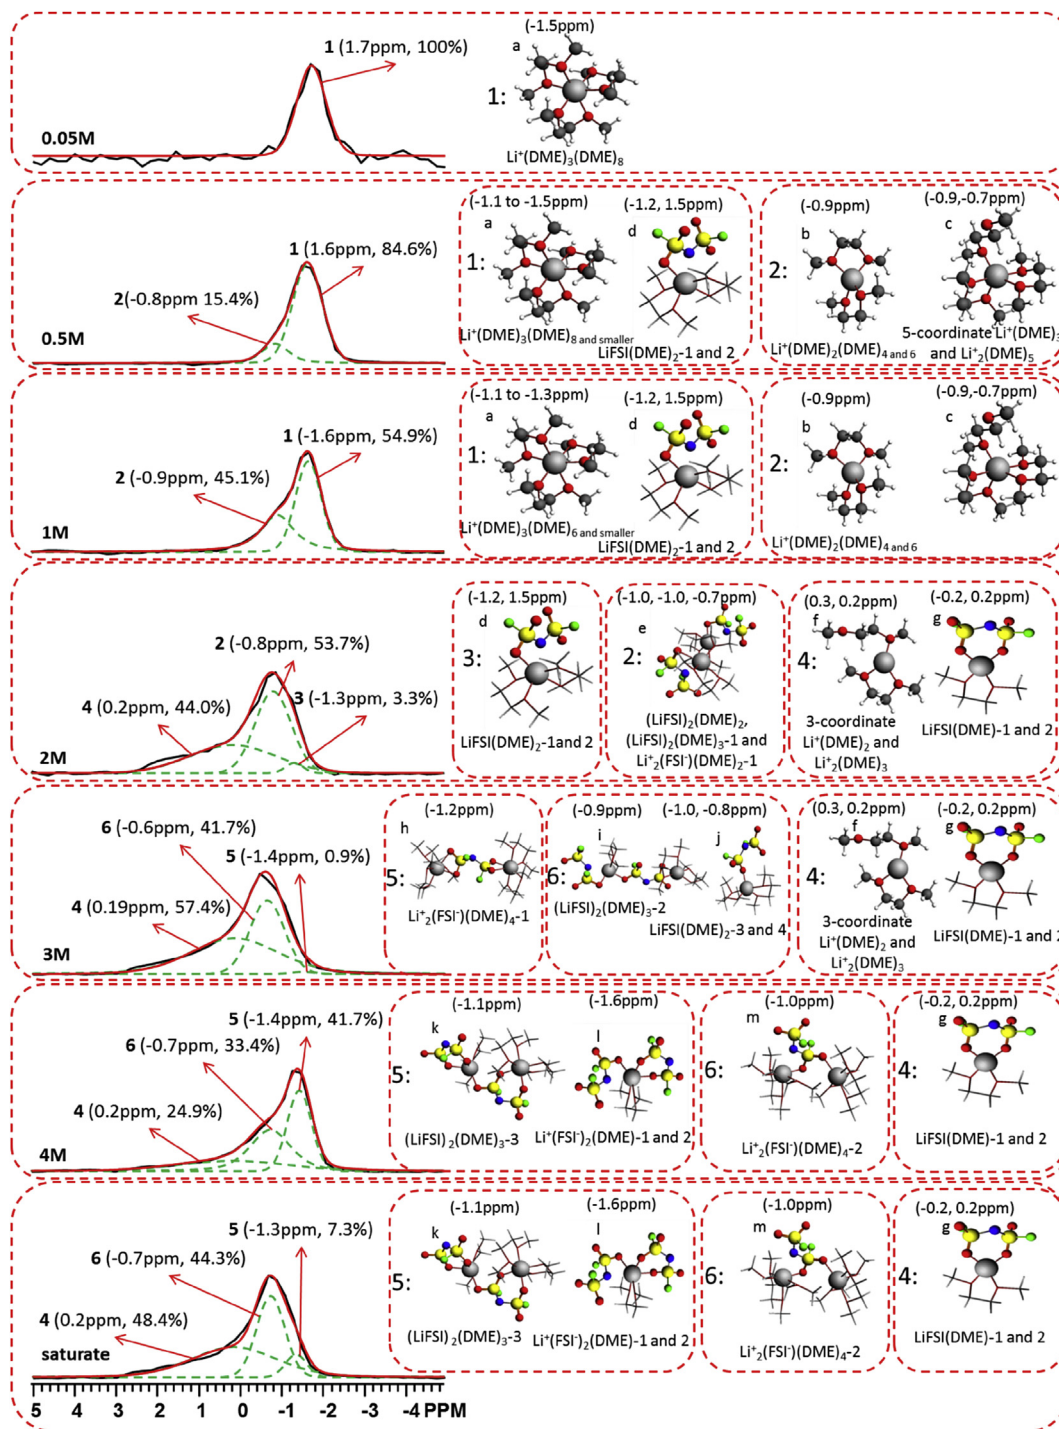 (-1.5ppm)
1 (1.7ppm, 100%)
a
1:
0.05M
Li⁺(DME)₃(DME)₈
(-1.1 to -1.5ppm)
(-1.2, 1.5ppm)
(-0.9ppm)
(-0.9,-0.7ppm)
a
d
b
c
1 (1.6ppm, 84.6%)
1:
2:
2(-0.8ppm 15.4%)
0.5M
Li⁺(DME)₃(DME)₈ and smaller
LiFSI(DME)₂-1 and 2
Li⁺(DME)₂(DME)₄ and 6
5-coordinate Li⁺(DME)₃
and Li⁺₂(DME)₅
(-1.1 to -1.3ppm)
(-1.2, 1.5ppm)
(-0.9ppm)
(-0.9,-0.7ppm)
a
d
b
c
1 (-1.6ppm, 54.9%)
2 (-0.9ppm, 45.1%)
1:
2:
1M
Li⁺(DME)₃(DME)₆ and smaller
LiFSI(DME)₂-1 and 2
Li⁺(DME)₂(DME)₄ and 6
(-1.2, 1.5ppm)
(-1.0, -1.0, -0.7ppm)
(0.3, 0.2ppm)
(-0.2, 0.2ppm)
d
e
f
g
2 (-0.8ppm, 53.7%)
3:
2:
4:
4 (0.2ppm, 44.0%)
3 (-1.3ppm, 3.3%)
2M
LiFSI(DME)₂-1and 2
(LiFSI)₂(DME)₂,
(LiFSI)₂(DME)₃-1 and
Li⁺₂(FSI⁻)(DME)₂-1
3-coordinate
Li⁺(DME)₂ and
Li⁺₂(DME)₃
LiFSI(DME)-1 and 2
(-1.2ppm)
(-0.9ppm)
(-1.0, -0.8ppm)
(0.3, 0.2ppm)
(-0.2, 0.2ppm)
h
i
j
f
g
6 (-0.6ppm, 41.7%)
5 (-1.4ppm, 0.9%)
4 (0.19ppm, 57.4%)
5:
6:
4:
3M
Li⁺₂(FSI⁻)(DME)₄-1
(LiFSI)₂(DME)₃-2
LiFSI(DME)₂-3 and 4
3-coordinate
Li⁺(DME)₂ and
Li⁺₂(DME)₃
LiFSI(DME)-1 and 2
(-1.1ppm)
(-1.6ppm)
(-1.0ppm)
(-0.2, 0.2ppm)
k
l
m
g
5 (-1.4ppm, 41.7%)
6 (-0.7ppm, 33.4%)
4 (0.2ppm, 24.9%)
5:
6:
4:
4M
(LiFSI)₂(DME)₃-3
Li⁺(FSI⁻)₂(DME)-1 and 2
Li⁺₂(FSI⁻)(DME)₄-2
LiFSI(DME)-1 and 2
(-1.1ppm)
(-1.6ppm)
(-1.0ppm)
(-0.2, 0.2ppm)
k
l
m
g
5 (-1.3ppm, 7.3%)
6 (-0.7ppm, 44.3%)
4 (0.2ppm, 48.4%)
5:
6:
4:
saturate
(LiFSI)₂(DME)₃-3
Li⁺(FSI⁻)₂(DME)-1 and 2
Li⁺₂(FSI⁻)(DME)₄-2
LiFSI(DME)-1 and 2
5 4 3 2 1 0 -1 -2 -3 -4 PPM